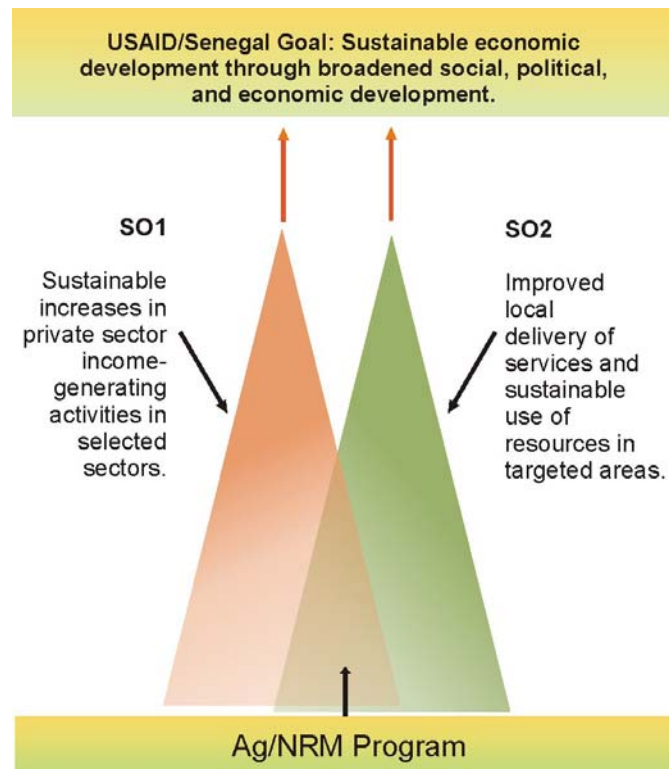 USAID/Senegal Goal: Sustainable economic
development through broadened social, political,
and economic development.
SO1
Sustainable
increases in
private sector
income-
generating
activities in
selected
sectors.
SO2
Improved
local
delivery of
services and
sustainable
use of
resources in
targeted areas.
Ag/NRM Program